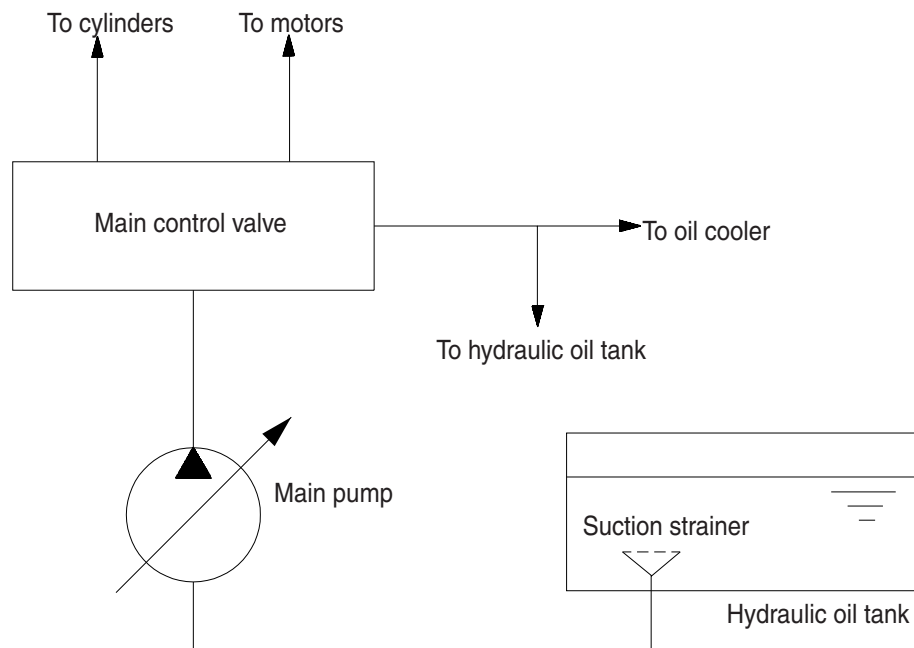 To cylinders
To motors
Main control valve
To oil cooler
To hydraulic oil tank
Main pump
Suction strainer
Hydraulic oil tank